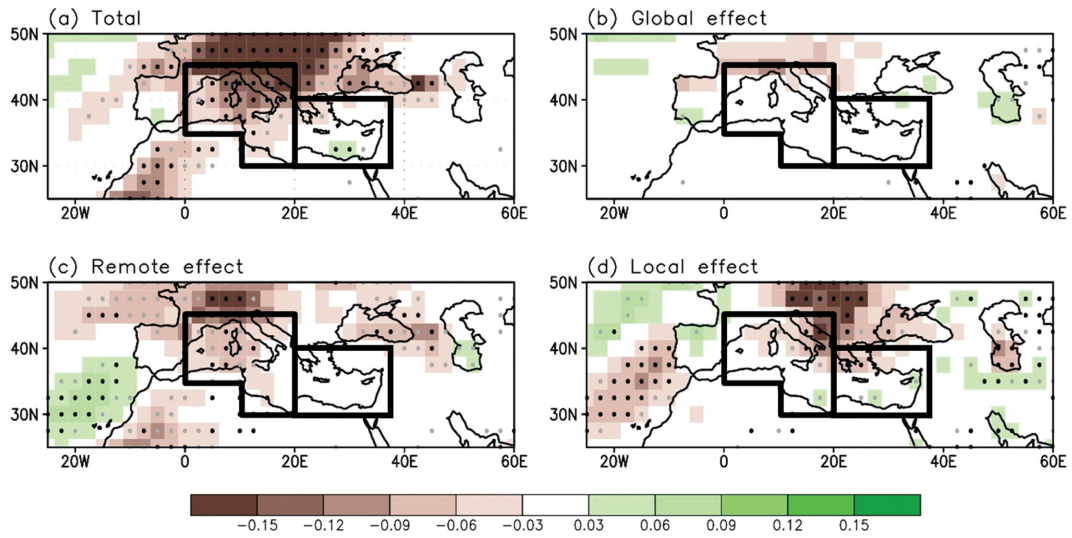 (a) Total
50N
40N
30N
20W 0 20E 40E 60E
(b) Global effect
50N
40N
30N
20W 0 20E 40E 60E
(c) Remote effect
50N
40N
30N
20W 0 20E 40E 60E
(d) Local effect
50N
40N
30N
20W 0 20E 40E 60E
−0.15 −0.12 −0.09 −0.06 −0.03 0.03 0.06 0.09 0.12 0.15